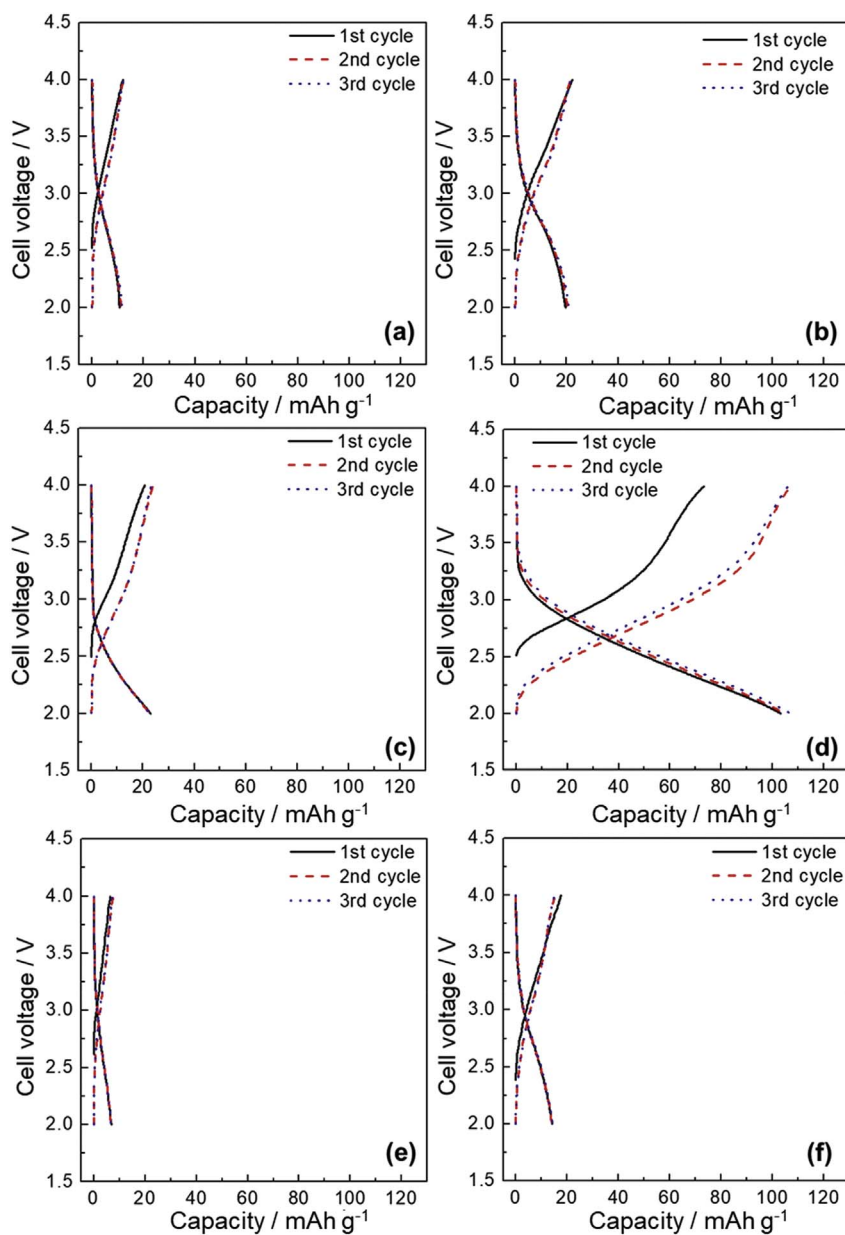 1st cycle
2nd cycle
3rd cycle
4.5
4.0
3.5
3.0
2.5
2.0
1.5
Cell voltage / V
0 20 40 60 80 100 120
Capacity / mAh g⁻¹
(a)
1st cycle
2nd cycle
3rd cycle
4.5
4.0
3.5
3.0
2.5
2.0
1.5
Cell voltage / V
0 20 40 60 80 100 120
Capacity / mAh g⁻¹
(b)
1st cycle
2nd cycle
3rd cycle
4.5
4.0
3.5
3.0
2.5
2.0
1.5
Cell voltage / V
0 20 40 60 80 100 120
Capacity / mAh g⁻¹
(c)
1st cycle
2nd cycle
3rd cycle
4.5
4.0
3.5
3.0
2.5
2.0
1.5
Cell voltage / V
0 20 40 60 80 100 120
Capacity / mAh g⁻¹
(d)
1st cycle
2nd cycle
3rd cycle
4.5
4.0
3.5
3.0
2.5
2.0
1.5
Cell voltage / V
0 20 40 60 80 100 120
Capacity / mAh g⁻¹
(e)
1st cycle
2nd cycle
3rd cycle
4.5
4.0
3.5
3.0
2.5
2.0
1.5
Cell voltage / V
0 20 40 60 80 100 120
Capacity / mAh g⁻¹
(f)